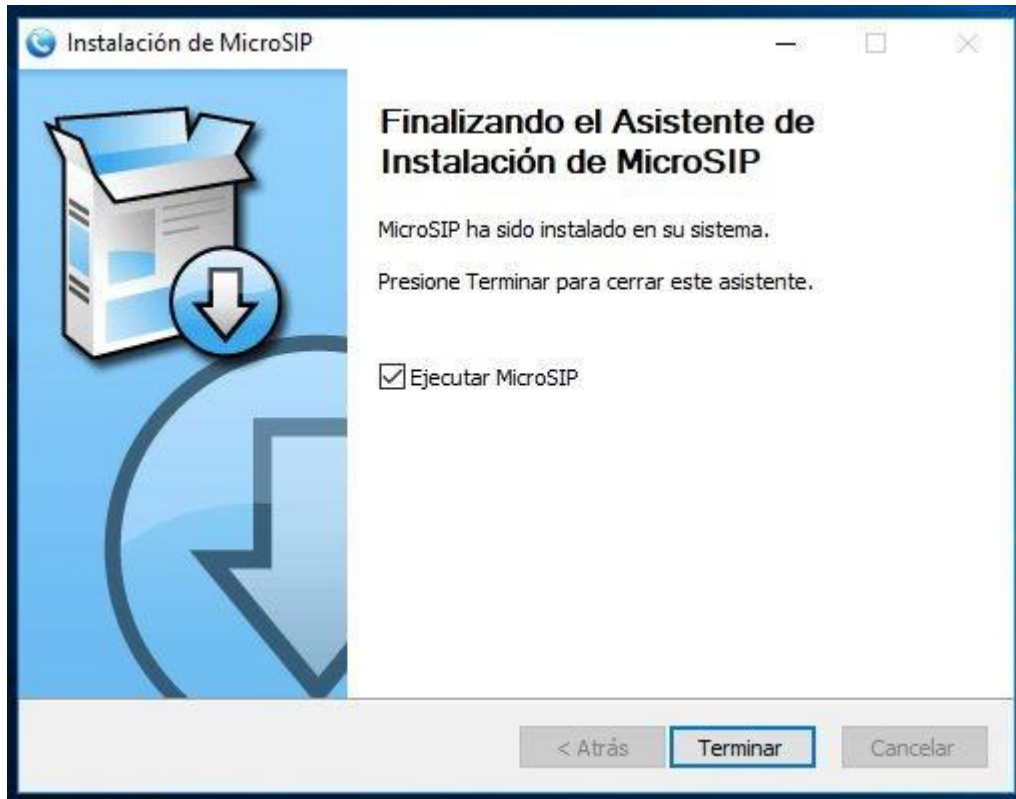 Instalación de MicroSIP
Finalizando el Asistente de
Instalación de MicroSIP
MicroSIP ha sido instalado en su sistema.
Presione Terminar para cerrar este asistente.
Ejecutar MicroSIP
< Atrás
Terminar
Cancelar